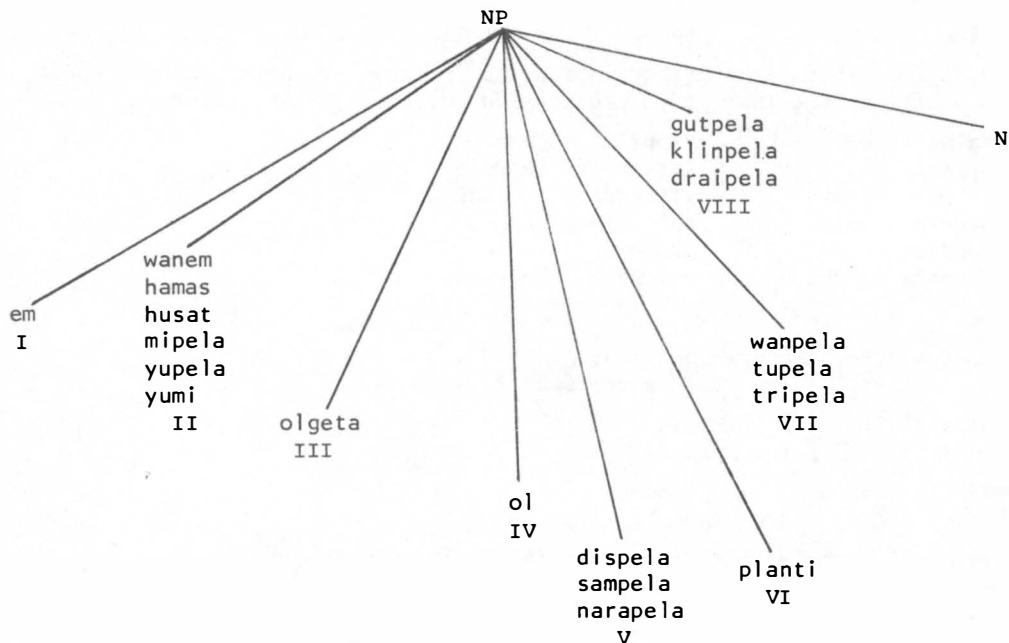 NP
em
I
wanem
hamas
husat
mipela
yupela
yumi
II
olgeta
III
ol
IV
dispela
sampela
narapela
V
planti
VI
wanpela
tupela
tripela
VII
gutpela
klinpela
draipela
VIII
N